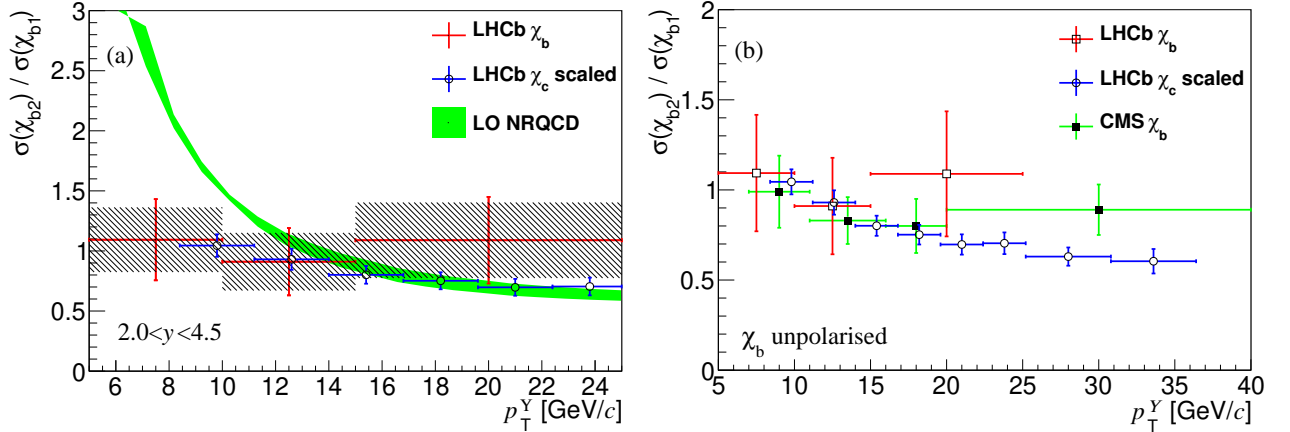 σ(χb2) / σ(χb1)
3
2.5
2
1.5
1
0.5
0
(a)
LHCb χb
LHCb χc scaled
LO NRQCD
2.0<y<4.5
6 8 10 12 14 16 18 20 22 24
pTΥ [GeV/c]
σ(χb2) / σ(χb1)
2
1.5
1
0.5
0
(b)
LHCb χb
LHCb χc scaled
CMS χb
χb unpolarised
5 10 15 20 25 30 35 40
pTY [GeV/c]